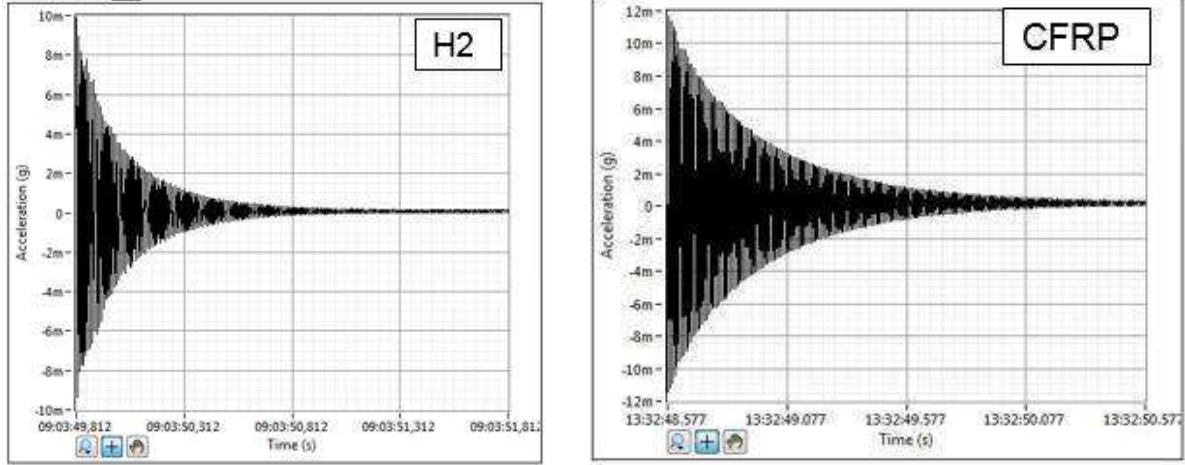 H2
10m
8m
6m
4m
2m
0
-2m
-4m
-6m
-8m
-10m
Acceleration (g)
09:03:49,812
09:03:50,312
09:03:50,812
09:03:51,312
09:03:51,812
Time (s)
CFRP
12m
10m
8m
6m
4m
2m
0
-2m
-4m
-6m
-8m
-10m
-12m
Acceleration (g)
13:32:48.577
13:32:49.077
13:32:49.577
13:32:50.077
13:32:50.577
Time (s)